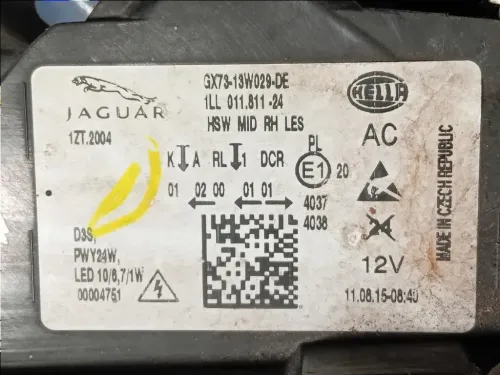 JAGUAR
1ZT.2004
GX73-13W029-DE
1LL 011.811-24
HSW MID RH LES
HELLA
K A RL 1 DCR
PL
E1 20
01 02 00 01 01
4037
4038
AC
24
12V
MADE IN CZECH REPUBLIC
D3S,
PWY24W,
LED 10/6,7/1W
00004751
11.08.15-08:40